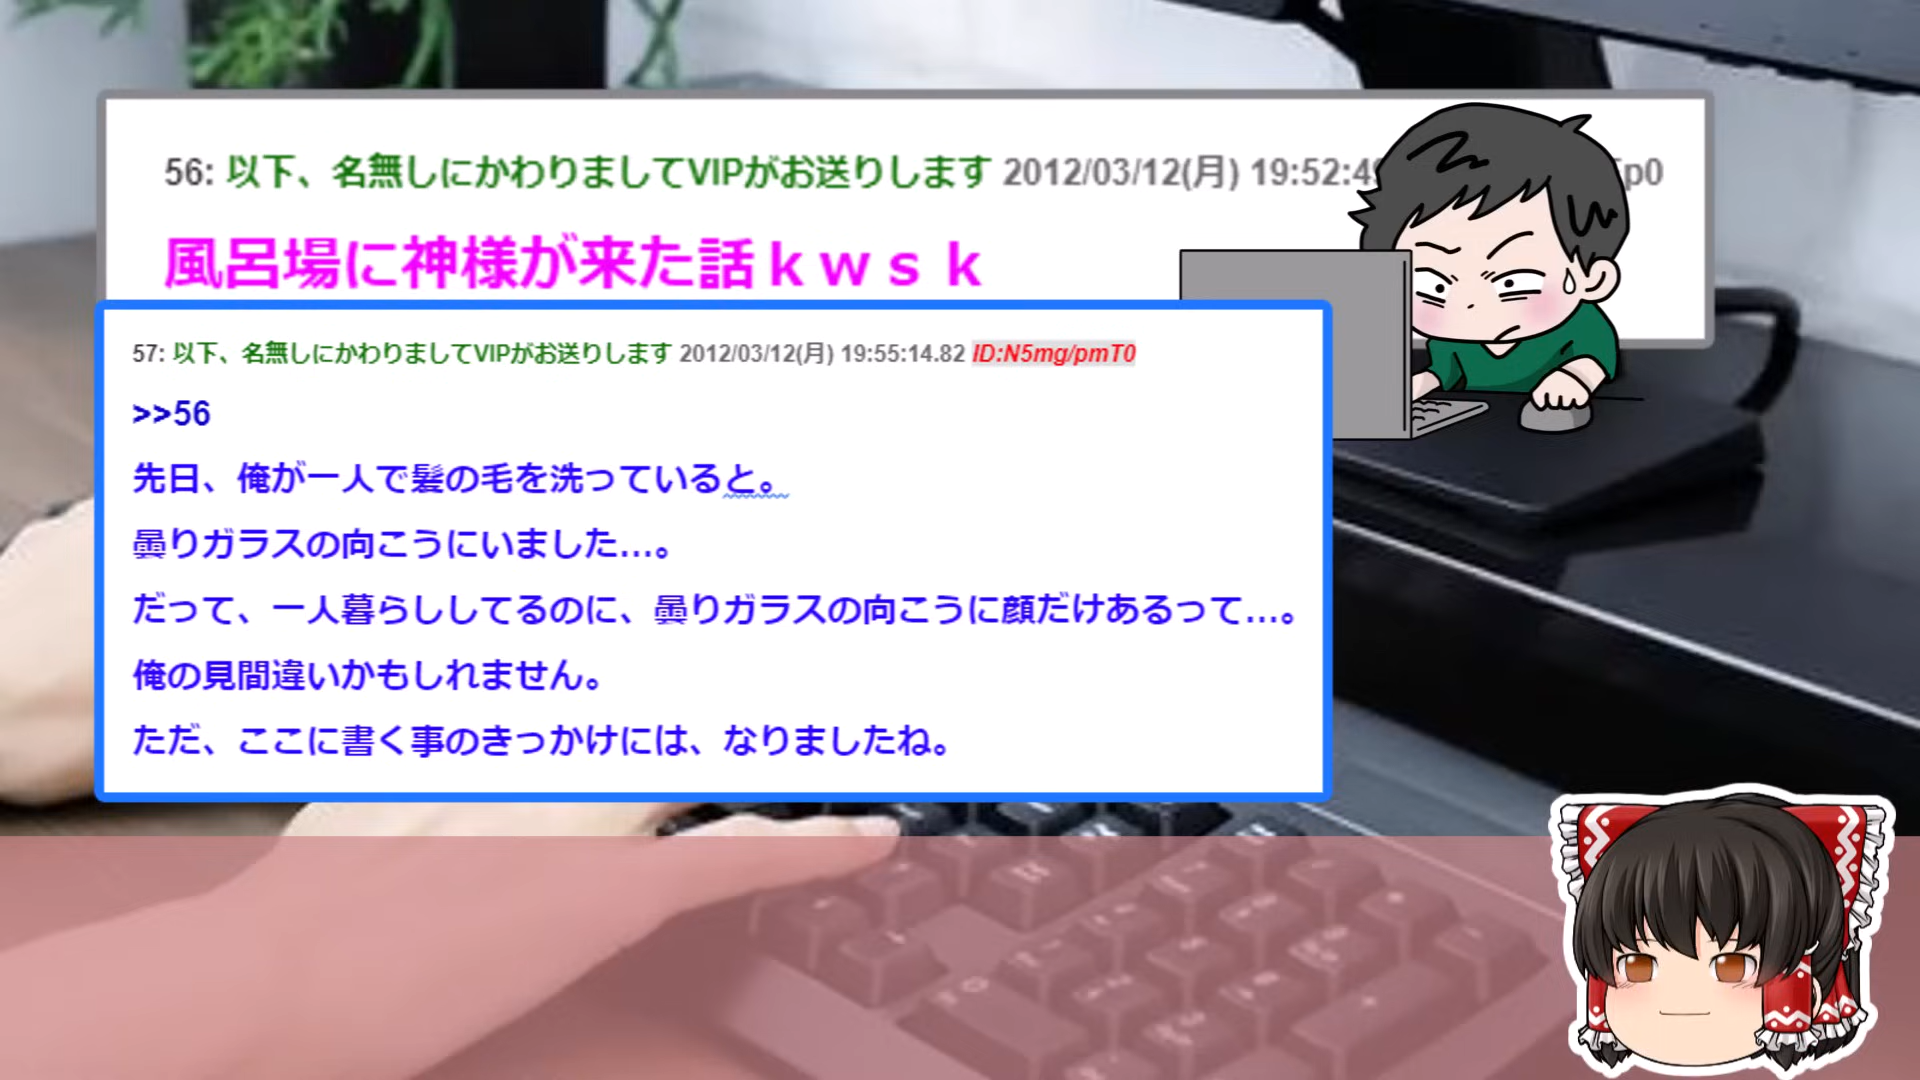 56: 以下、名無しにかわりましてVIPがお送りします 2012/03/12(月) 19:52:4
風呂場に神様が来た話ｋｗｓｋ
57: 以下、名無しにかわりましてVIPがお送りします 2012/03/12(月) 19:55:14.82 ID:N5mg/pmT0
>>56
先日、俺が一人で髪の毛を洗っていると。
曇りガラスの向こうにいました…。
だって、一人暮らししてるのに、曇りガラスの向こうに顔だけあるって…。
俺の見間違いかもしれません。
ただ、ここに書く事のきっかけには、なりましたね。